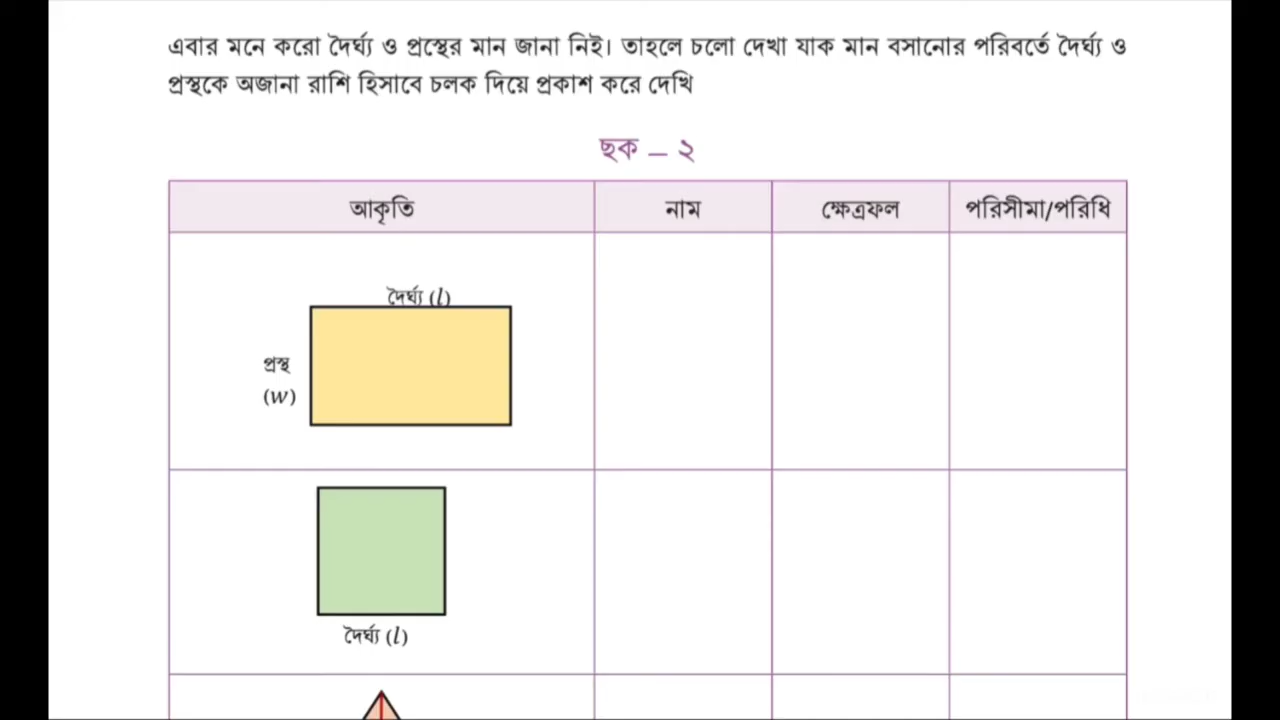 এবার মনে করো দৈর্ঘ্য ও প্রস্থের মান জানা নিই। তাহলে চলো দেখা যাক মান বসানোর পরিবর্তে দৈর্ঘ্য ও
প্রস্থকে অজানা রাশি হিসাবে চলক দিয়ে প্রকাশ করে দেখি
ছক – ২
আকৃতি নাম ক্ষেত্রফল পরিসীমা/পরিধি
দৈর্ঘ্য (l)
প্রস্থ
(w)
দৈর্ঘ্য (l)